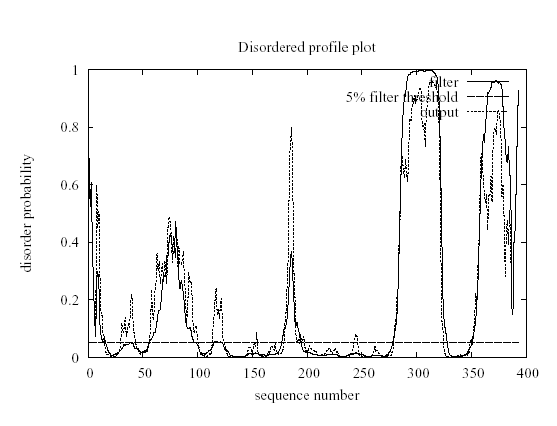 Disordered profile plot
1
filter
5% filter threshold
output
0.8
0.6
0.4
0.2
0
disorder probability
0 50 100 150 200 250 300 350 400
sequence number